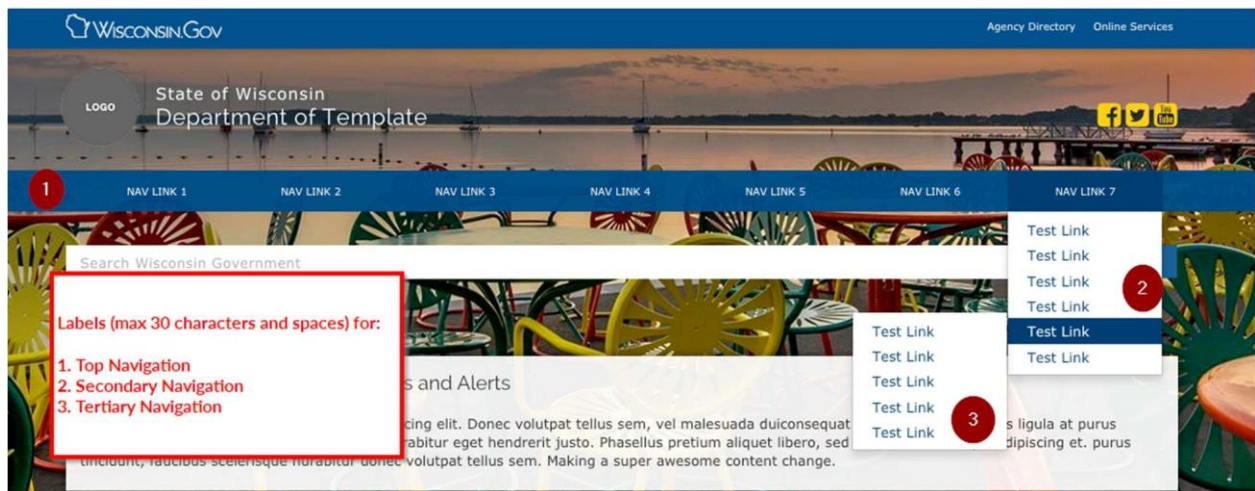 WISCONSIN.GOV
Agency Directory Online Services
LOGO
State of Wisconsin
Department of Template
You
Tube
1
NAV LINK 1 NAV LINK 2 NAV LINK 3 NAV LINK 4 NAV LINK 5 NAV LINK 6 NAV LINK 7
Search Wisconsin Government
Test Link
Test Link
Test Link
Test Link
Test Link
Test Link
2
Labels (max 30 characters and spaces) for:
1. Top Navigation
2. Secondary Navigation
3. Tertiary Navigation
Test Link
Test Link
Test Link
Test Link
Test Link
3
and Alerts
elit. Donec volutpat tellus sem, vel malesuada duiconsequat ligula at purus
eget hendrerit justo. Phasellus pretium aliquet libero, sed et. purus
tincidunt, faucibus donec volutpat tellus sem. Making a super awesome content change.